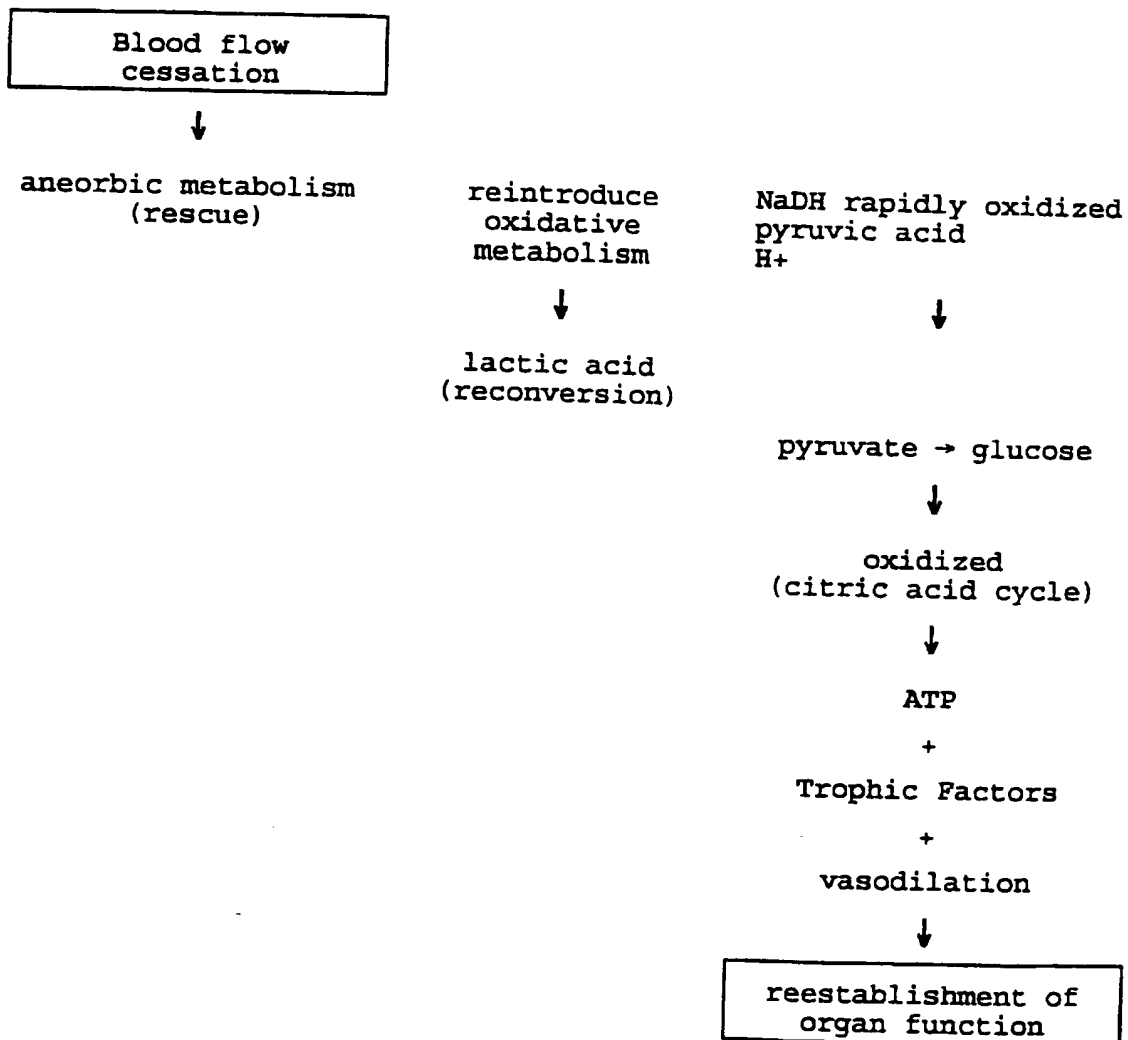 Blood flow
cessation
↓
aneorbic metabolism
(rescue)
reintroduce
oxidative
metabolism
↓
lactic acid
(reconversion)
NaDH rapidly oxidized
pyruvic acid
H+
↓
pyruvate → glucose
↓
oxidized
(citric acid cycle)
↓
ATP
+
Trophic Factors
+
vasodilation
↓
reestablishment of
organ function